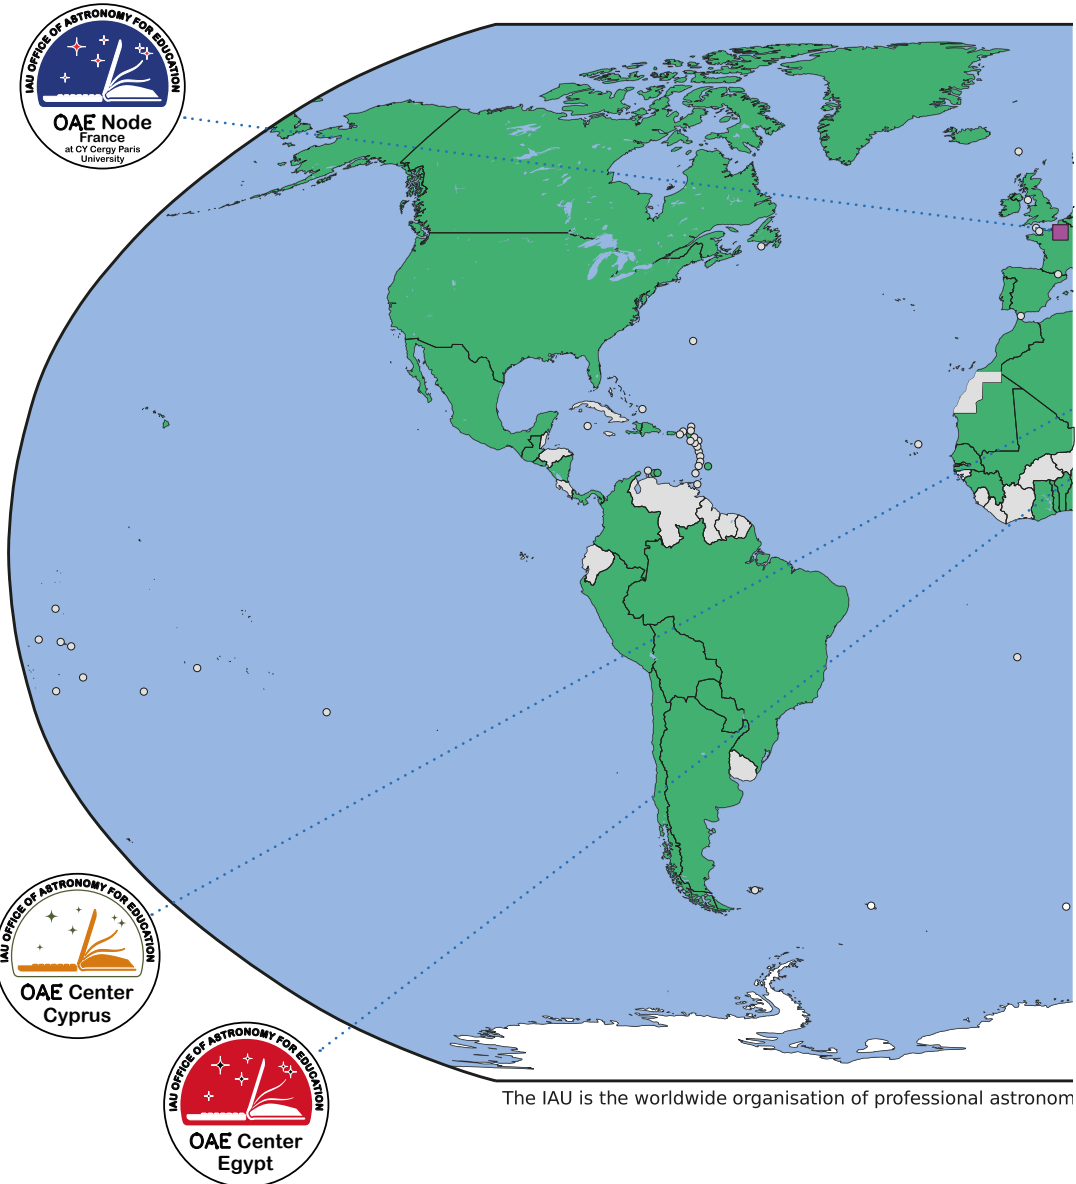 IAU OFFICE OF ASTRONOMY FOR EDUCATION
OAE Node
France
at CY Cergy Paris
University
IAU OFFICE OF ASTRONOMY FOR EDUCATION
OAE Center
Cyprus
IAU OFFICE OF ASTRONOMY FOR EDUCATION
OAE Center
Egypt
The IAU is the worldwide organisation of professional astronom